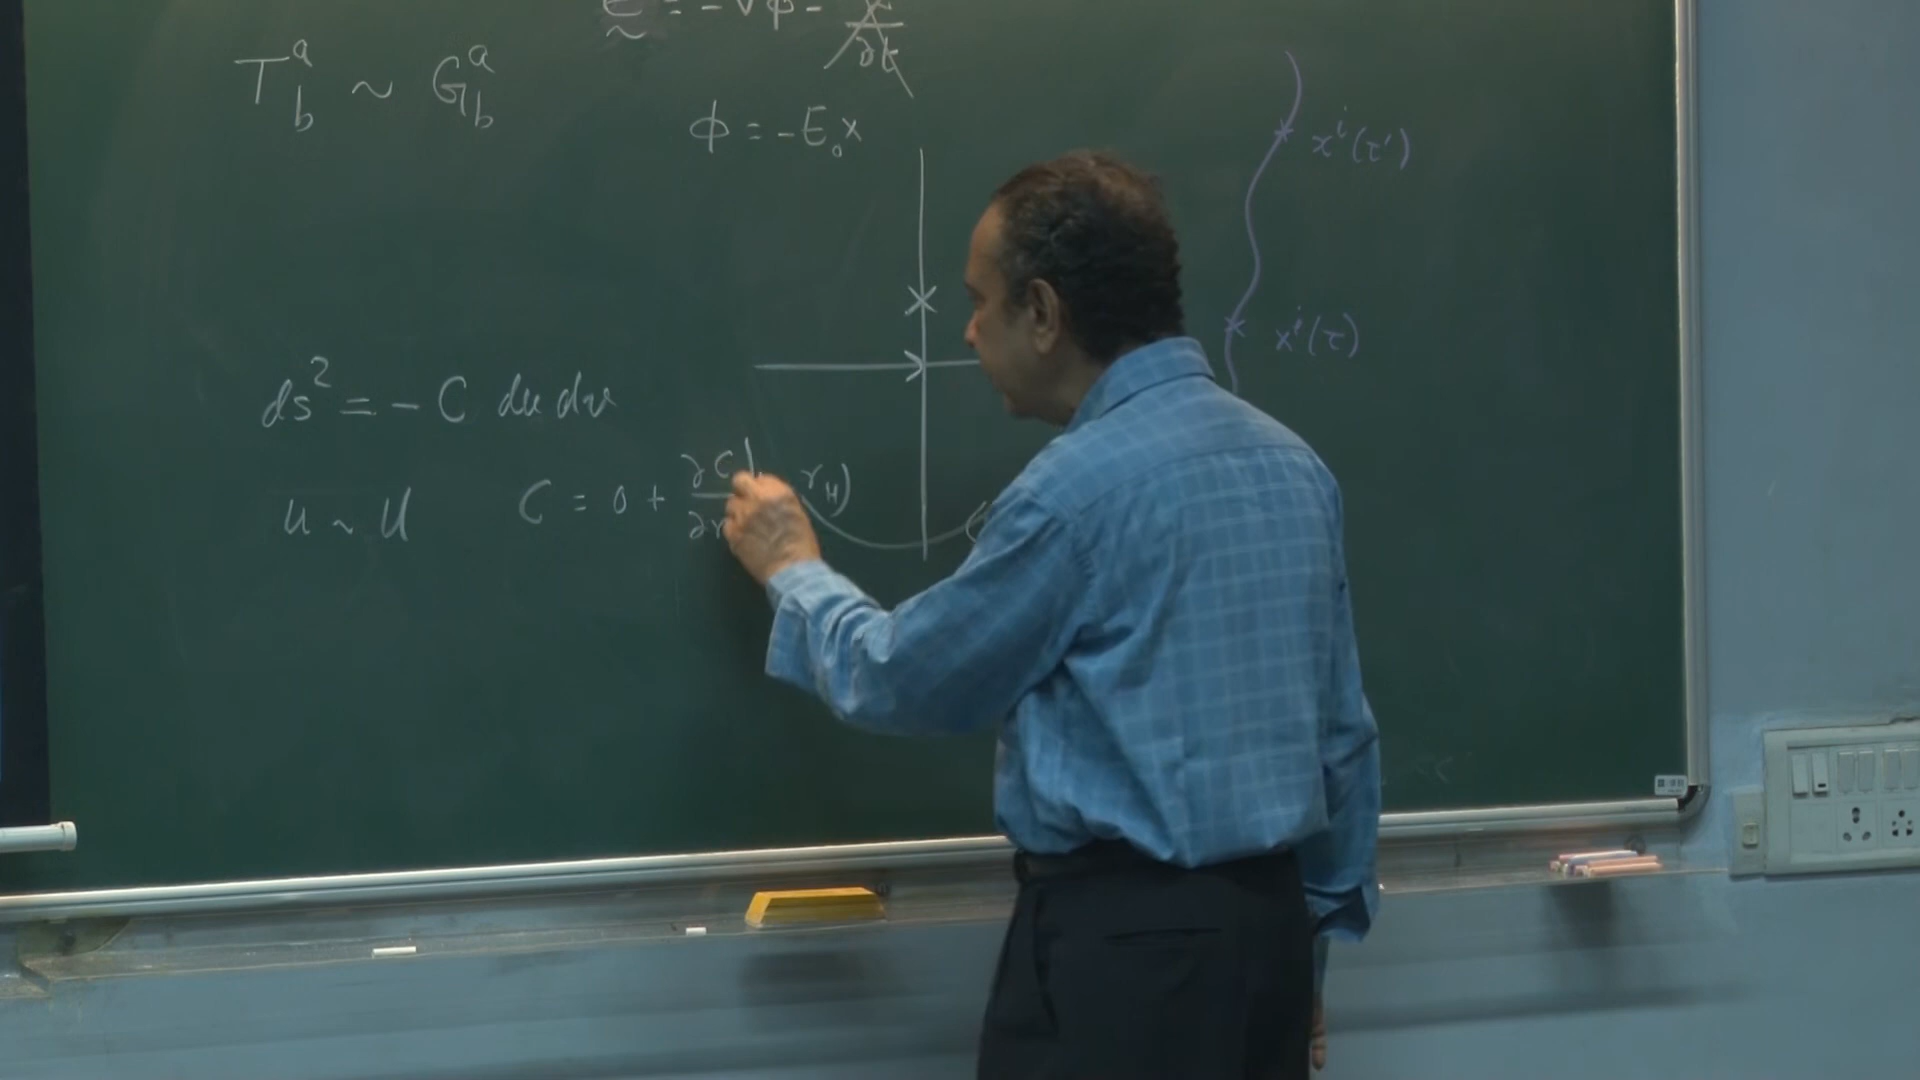 E = -∇ϕ - ∂t
T^a_b ~ G^a_b
ϕ = -E₀x
x^i(τ')
x^i(τ)
ds² = - C du dv
u ~ U C = 0 + ∂C/∂r| r_H)